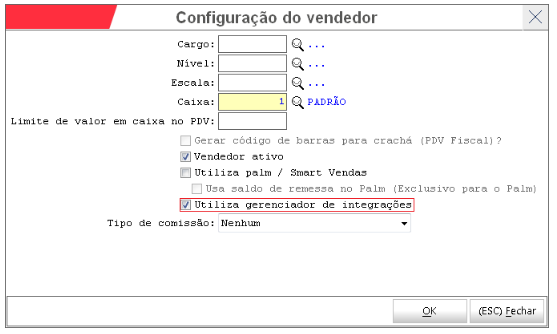 Configuração do vendedor
Cargo: ...
Nível: ...
Escala: ...
Caixa: 1 PADRÃO
Limite de valor em caixa no PDV:
Gerar código de barras para crachá (PDV Fiscal)?
Vendedor ativo
Utiliza palm / Smart Vendas
Usa saldo de remessa no Palm (Exclusivo para o Palm)
Utiliza gerenciador de integrações
Tipo de comissão: Nenhum
OK (ESC) Fechar